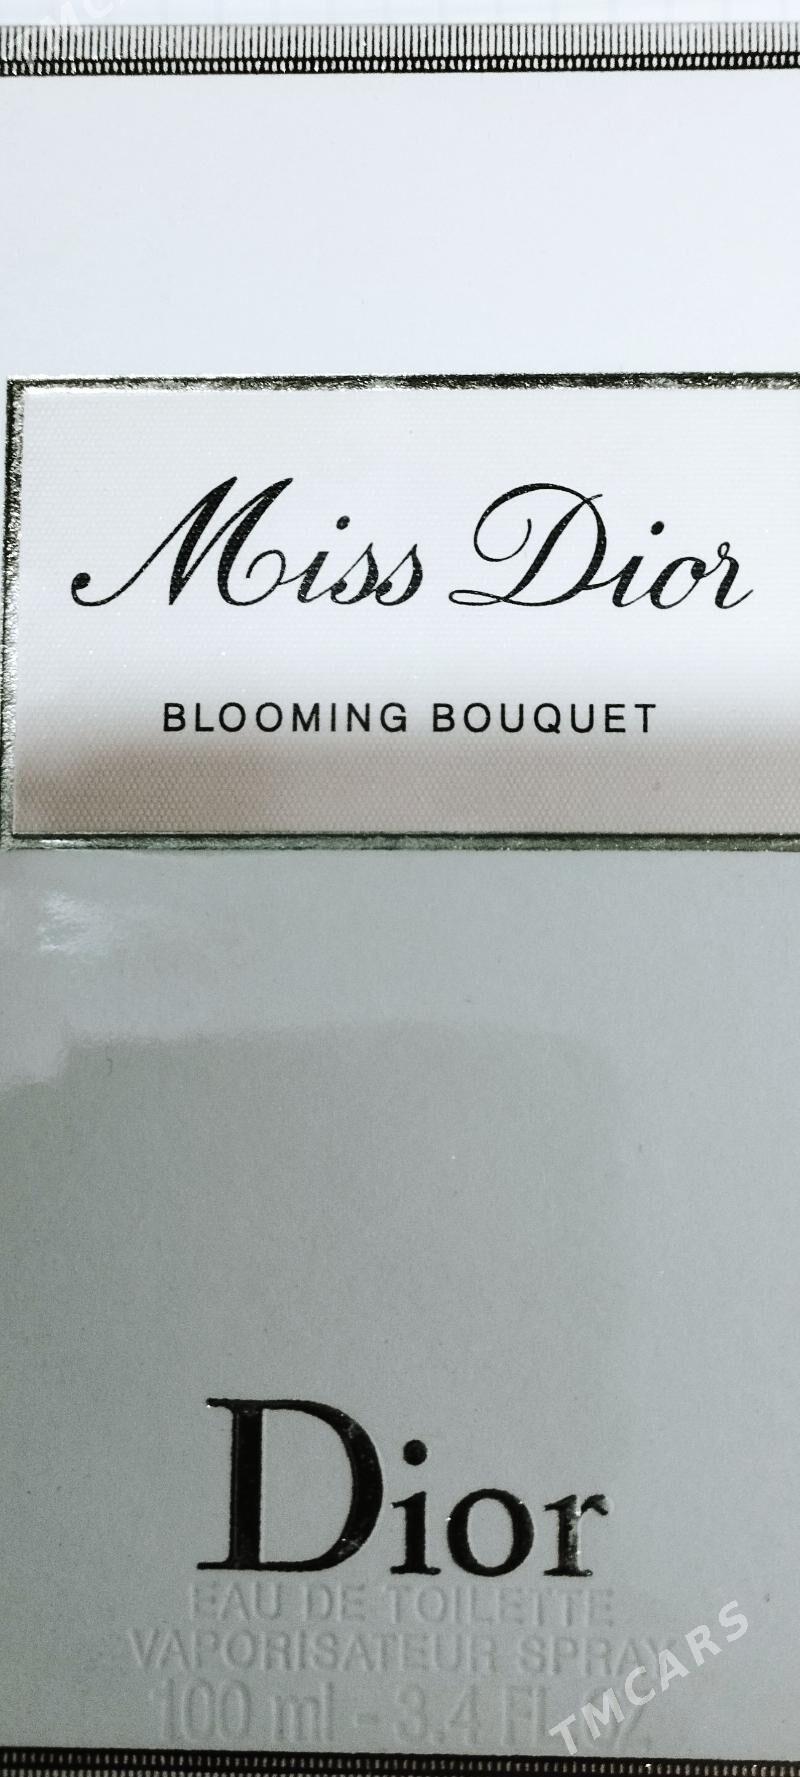 Miss Dior
BLOOMING BOUQUET
Dior
EAU DE TOILETTE
VAPORISATEUR SPRAY
100 ml - 3.4 FL. OZ.
TMCARS